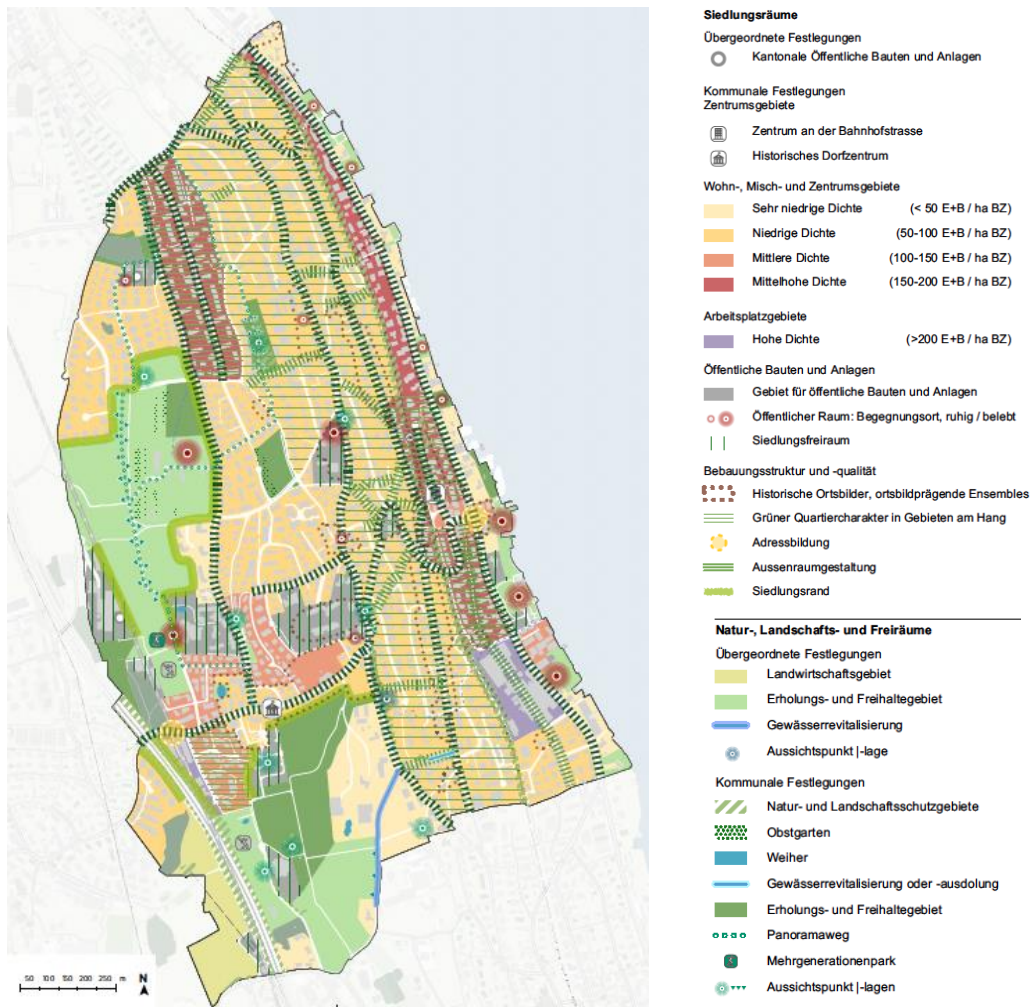 Siedlungsräume
Übergeordnete Festlegungen
Kantonale Öffentliche Bauten und Anlagen
Kommunale Festlegungen
Zentrumsgebiete
Zentrum an der Bahnhofstrasse
Historisches Dorfzentrum
Wohn-, Misch- und Zentrumsgebiete
Sehr niedrige Dichte (< 50 E+B / ha BZ)
Niedrige Dichte (50-100 E+B / ha BZ)
Mittlere Dichte (100-150 E+B / ha BZ)
Mittelhohe Dichte (150-200 E+B / ha BZ)
Arbeitsplatzgebiete
Hohe Dichte (>200 E+B / ha BZ)
Öffentliche Bauten und Anlagen
Gebiet für öffentliche Bauten und Anlagen
Öffentlicher Raum: Begegnungsort, ruhig / belebt
Siedlungsfreiraum
Bebauungsstruktur und -qualität
Historische Ortsbilder, ortsbildprägende Ensembles
Grüner Quartiercharakter in Gebieten am Hang
Adressbildung
Aussenraumgestaltung
Siedlungsrand
Natur-, Landschafts- und Freiräume
Übergeordnete Festlegungen
Landwirtschaftsgebiet
Erholungs- und Freihaltegebiet
Gewässerrevitalisierung
Aussichtspunkt |-lage
Kommunale Festlegungen
Natur- und Landschaftsschutzgebiete
Obstgarten
Weiher
Gewässerrevitalisierung oder -ausdolung
Erholungs- und Freihaltegebiet
Panoramaweg
Mehrgenerationenpark
Aussichtspunkt |-lagen
50 100 150 200 250 m N